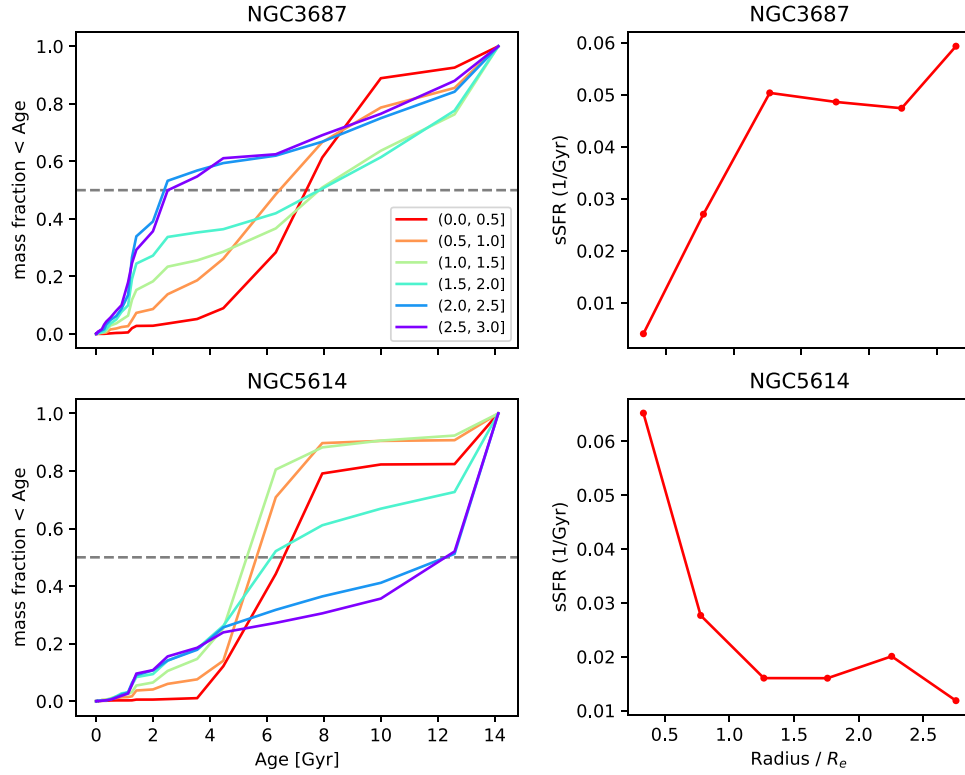 NGC3687
NGC3687
1.0
0.8
0.6
0.4
0.2
0.0
mass fraction < Age
(0.0, 0.5]
(0.5, 1.0]
(1.0, 1.5]
(1.5, 2.0]
(2.0, 2.5]
(2.5, 3.0]
0.06
0.05
0.04
0.03
0.02
0.01
sSFR (1/Gyr)
NGC5614
NGC5614
1.0
0.8
0.6
0.4
0.2
0.0
mass fraction < Age
0 2 4 6 8 10 12 14
Age [Gyr]
0.06
0.05
0.04
0.03
0.02
0.01
sSFR (1/Gyr)
0.5 1.0 1.5 2.0 2.5
Radius / Re